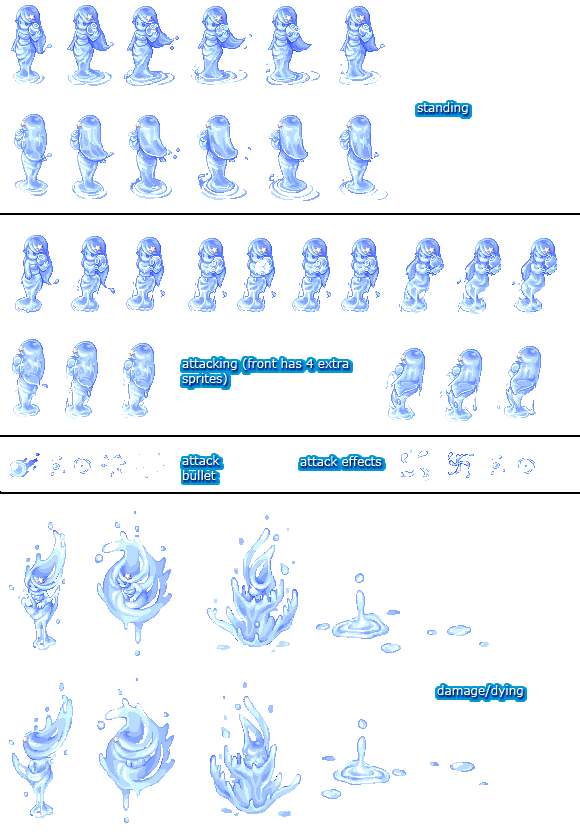 standing
attacking (front has 4 extra
sprites)
attack
bullet
attack effects
damage/dying